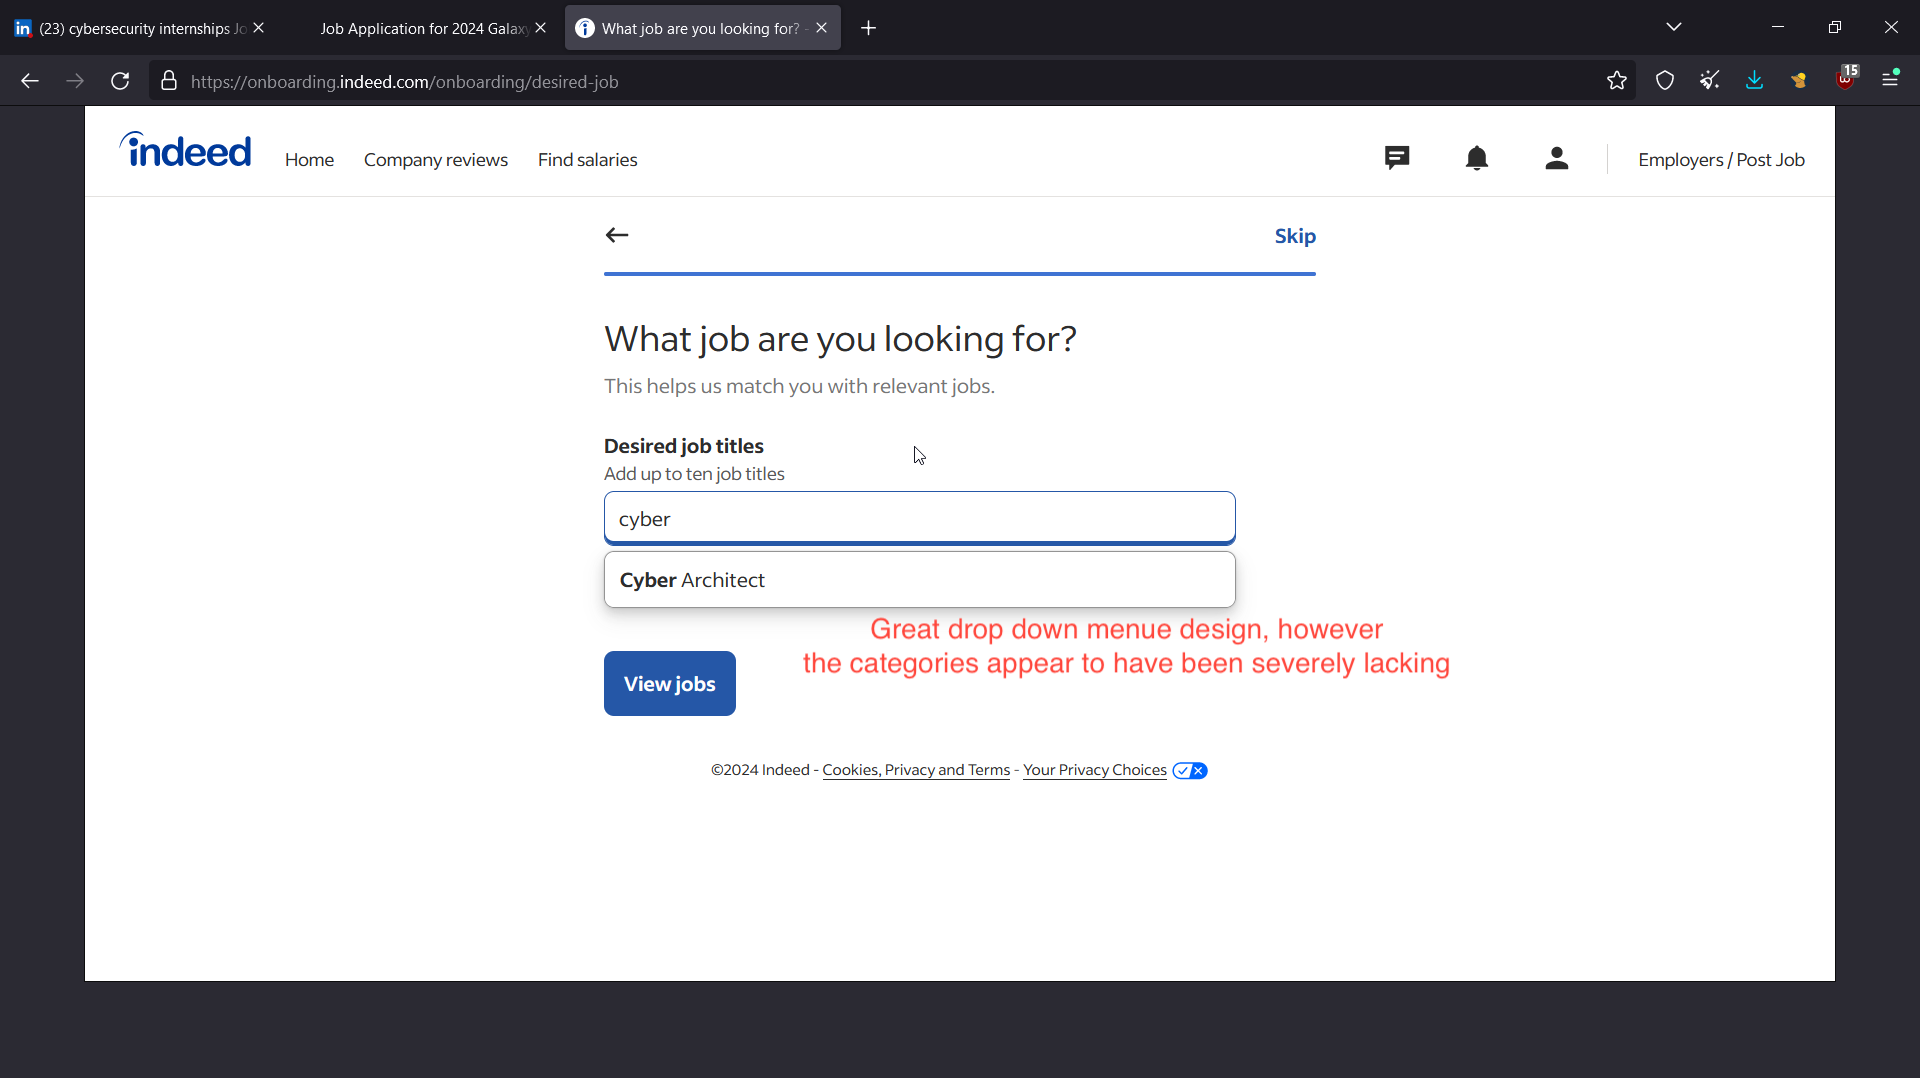 (23) cybersecurity internships Jo
Job Application for 2024 Galaxy
What job are you looking for? -
https://onboarding.indeed.com/onboarding/desired-job
15
indeed
Home
Company reviews
Find salaries
Employers / Post Job
Skip
What job are you looking for?
This helps us match you with relevant jobs.
Desired job titles
Add up to ten job titles
cyber
Cyber Architect
Great drop down menue design, however
the categories appear to have been severely lacking
View jobs
©2024 Indeed - Cookies, Privacy and Terms - Your Privacy Choices